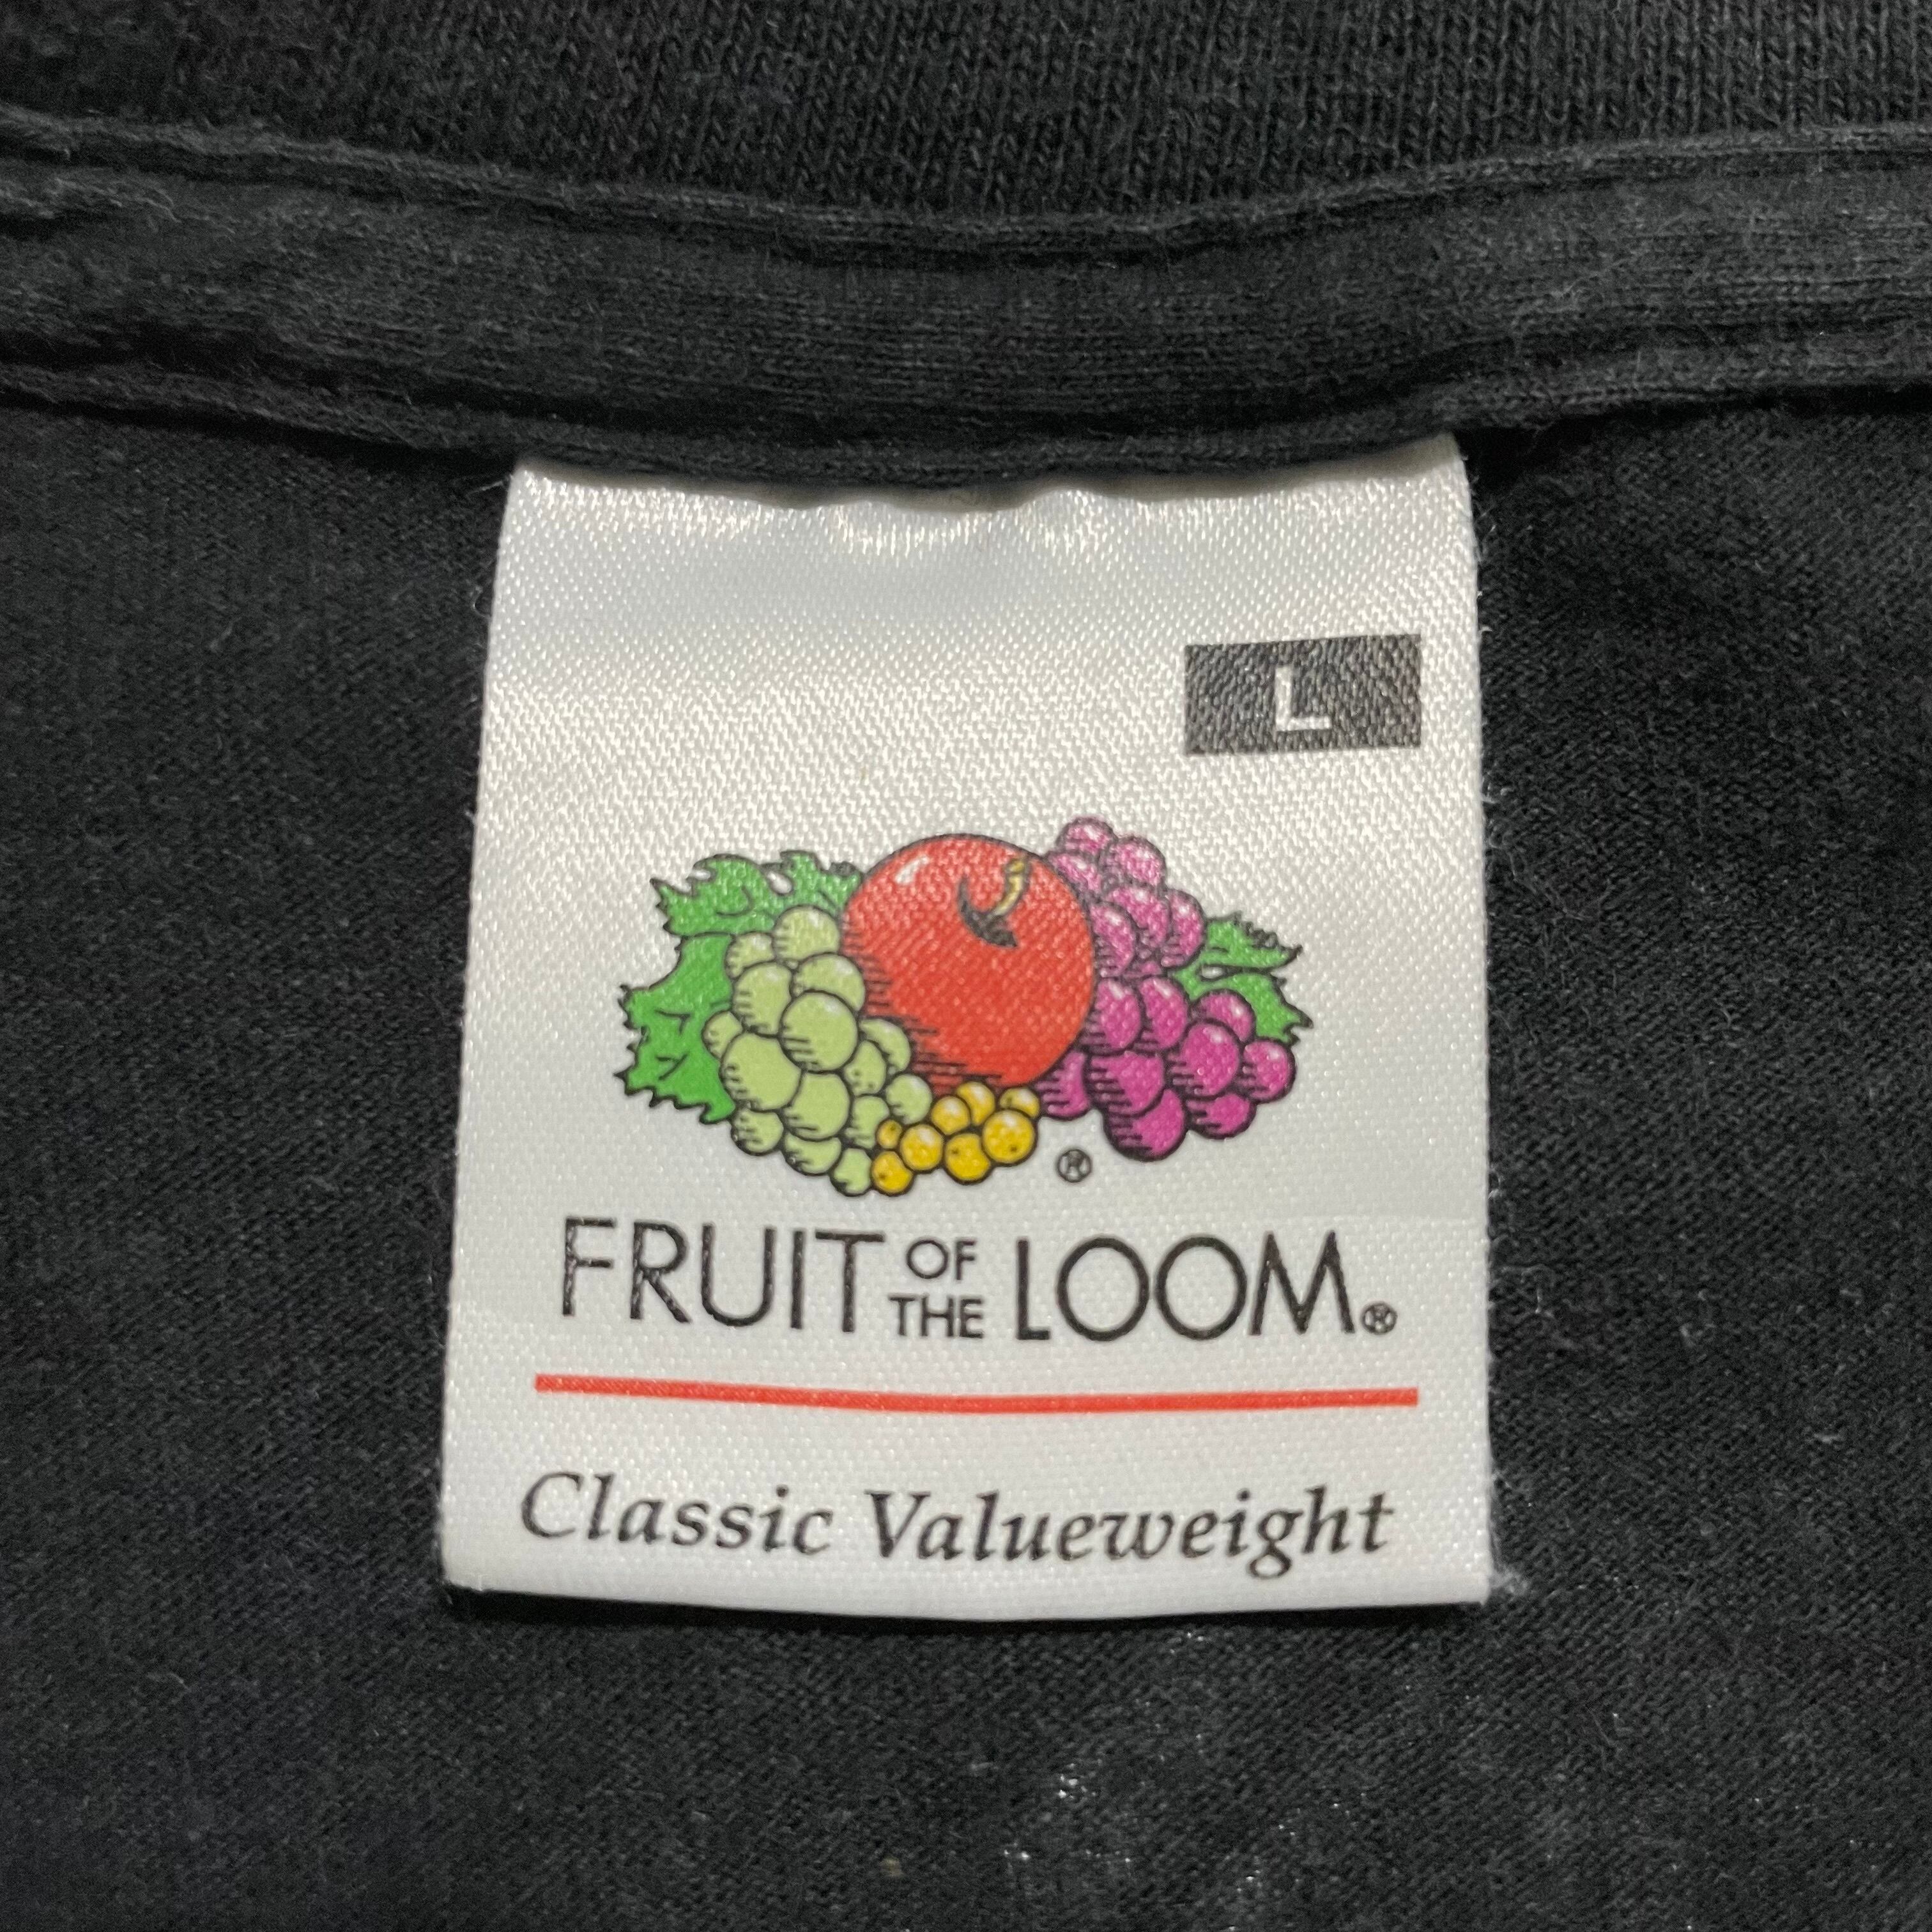 L
®
FRUIT OF THE LOOM®
Classic Valueweight